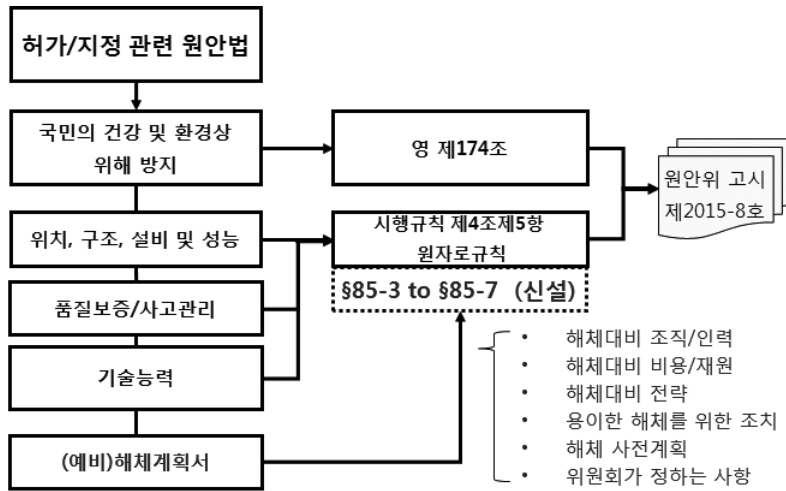 허가/지정 관련 원안법
국민의 건강 및 환경상
위해 방지
영 제174조
원안위 고시
제2015-8호
위치, 구조, 설비 및 성능
시행규칙 제4조제5항
원자로규칙
§85-3 to §85-7 (신설)
품질보증/사고관리
기술능력
(예비)해체계획서
• 해체대비 조직/인력
• 해체대비 비용/재원
• 해체대비 전략
• 용이한 해체를 위한 조치
• 해체 사전계획
• 위원회가 정하는 사항